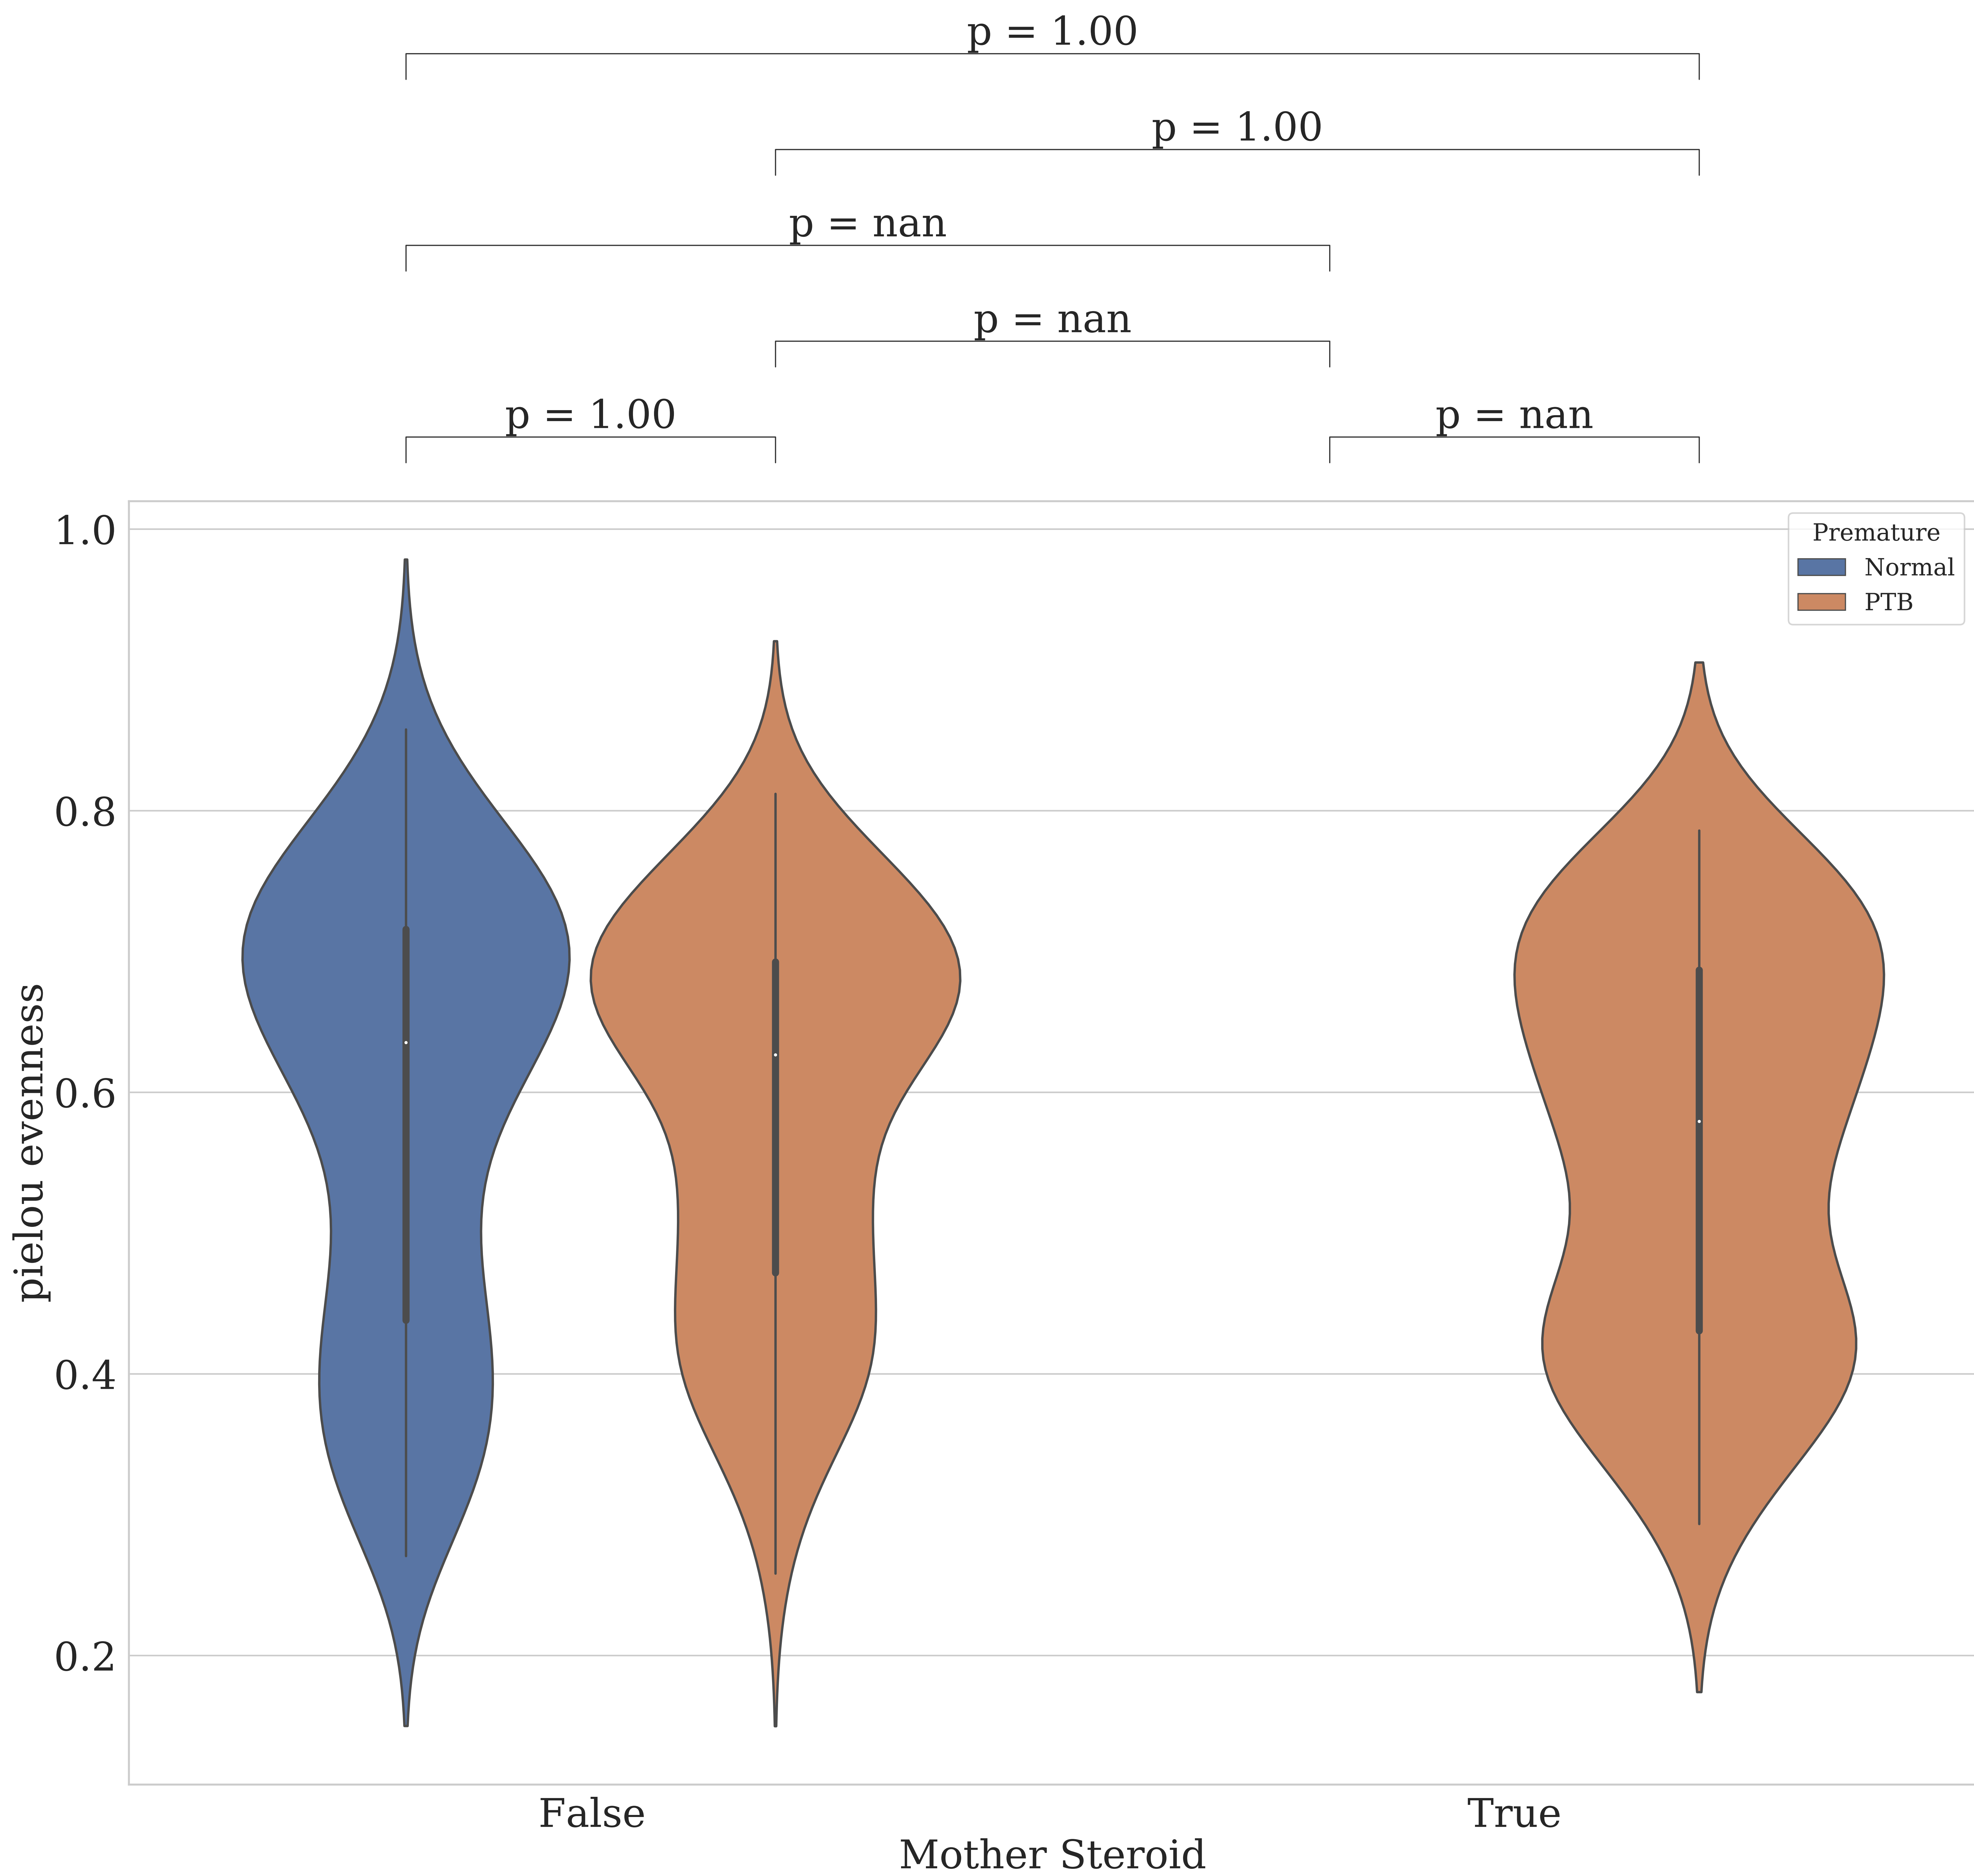 p = 1.00
p = 1.00
p = nan
p = nan
p = 1.00
p = nan
1.0
0.8
0.6
0.4
0.2
pielou evenness
Premature
Normal
PTB
False
True
Mother Steroid